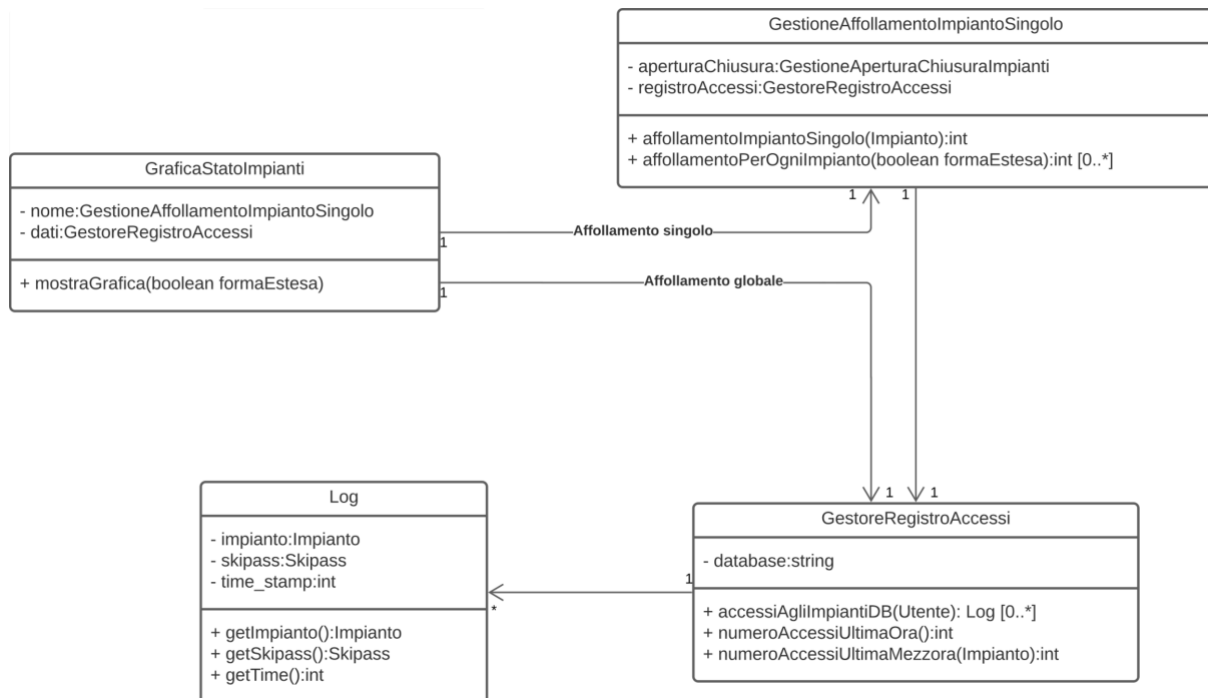 GestioneAffollamentoImpiantoSingolo
- aperturaChiusura:GestioneAperturaChiusuraImpianti
- registroAccessi:GestoreRegistroAccessi
+ affollamentoImpiantoSingolo(Impianto):int
+ affollamentoPerOgniImpianto(boolean formaEstesa):int [0..*]
GraficaStatoImpianti
- nome:GestioneAffollamentoImpiantoSingolo
- dati:GestoreRegistroAccessi
+ mostraGrafica(boolean formaEstesa)
1
Affollamento singolo
1
1
1
Affollamento globale
1
1
Log
- impianto:Impianto
- skipass:Skipass
- time_stamp:int
+ getImpianto():Impianto
+ getSkipass():Skipass
+ getTime():int
*
1
GestoreRegistroAccessi
- database:string
+ accessiAgliImpiantiDB(Utente): Log [0..*]
+ numeroAccessiUltimaOra():int
+ numeroAccessiUltimaMezzora(Impianto):int